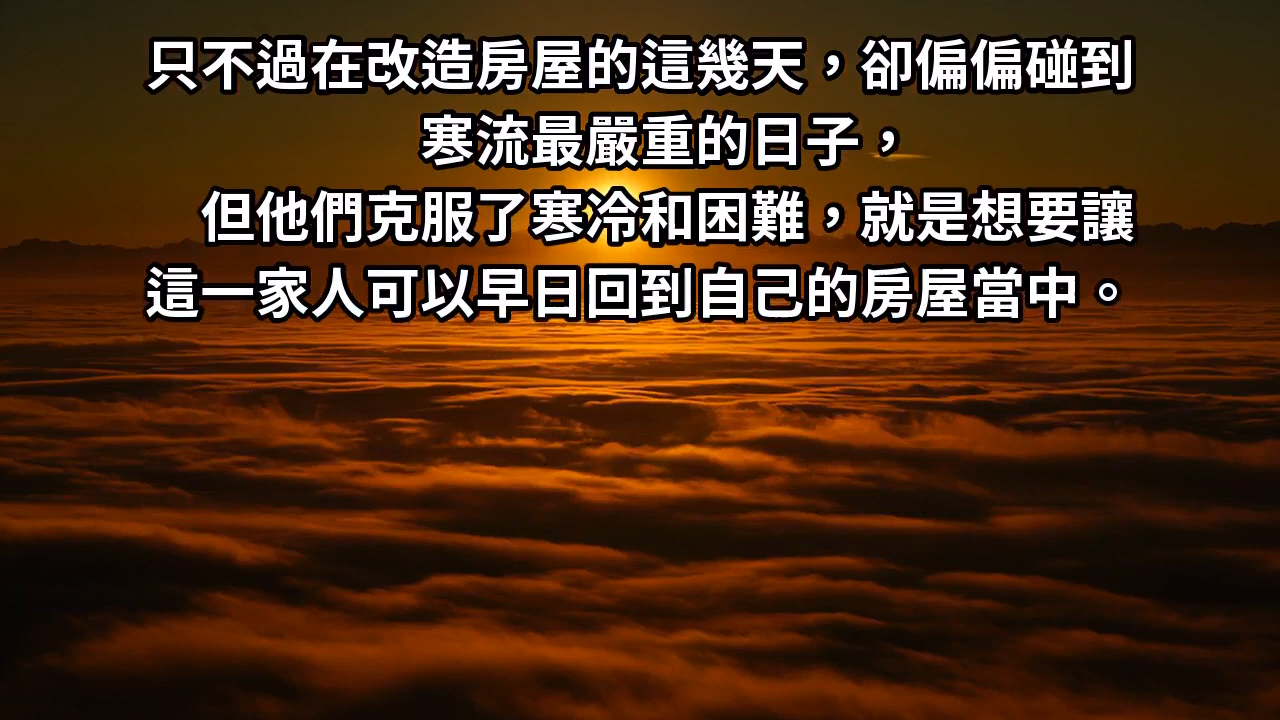 只不過在改造房屋的這幾天，卻偏偏碰到
寒流最嚴重的日子，
但他們克服了寒冷和困難，就是想要讓
這一家人可以早日回到自己的房屋當中。